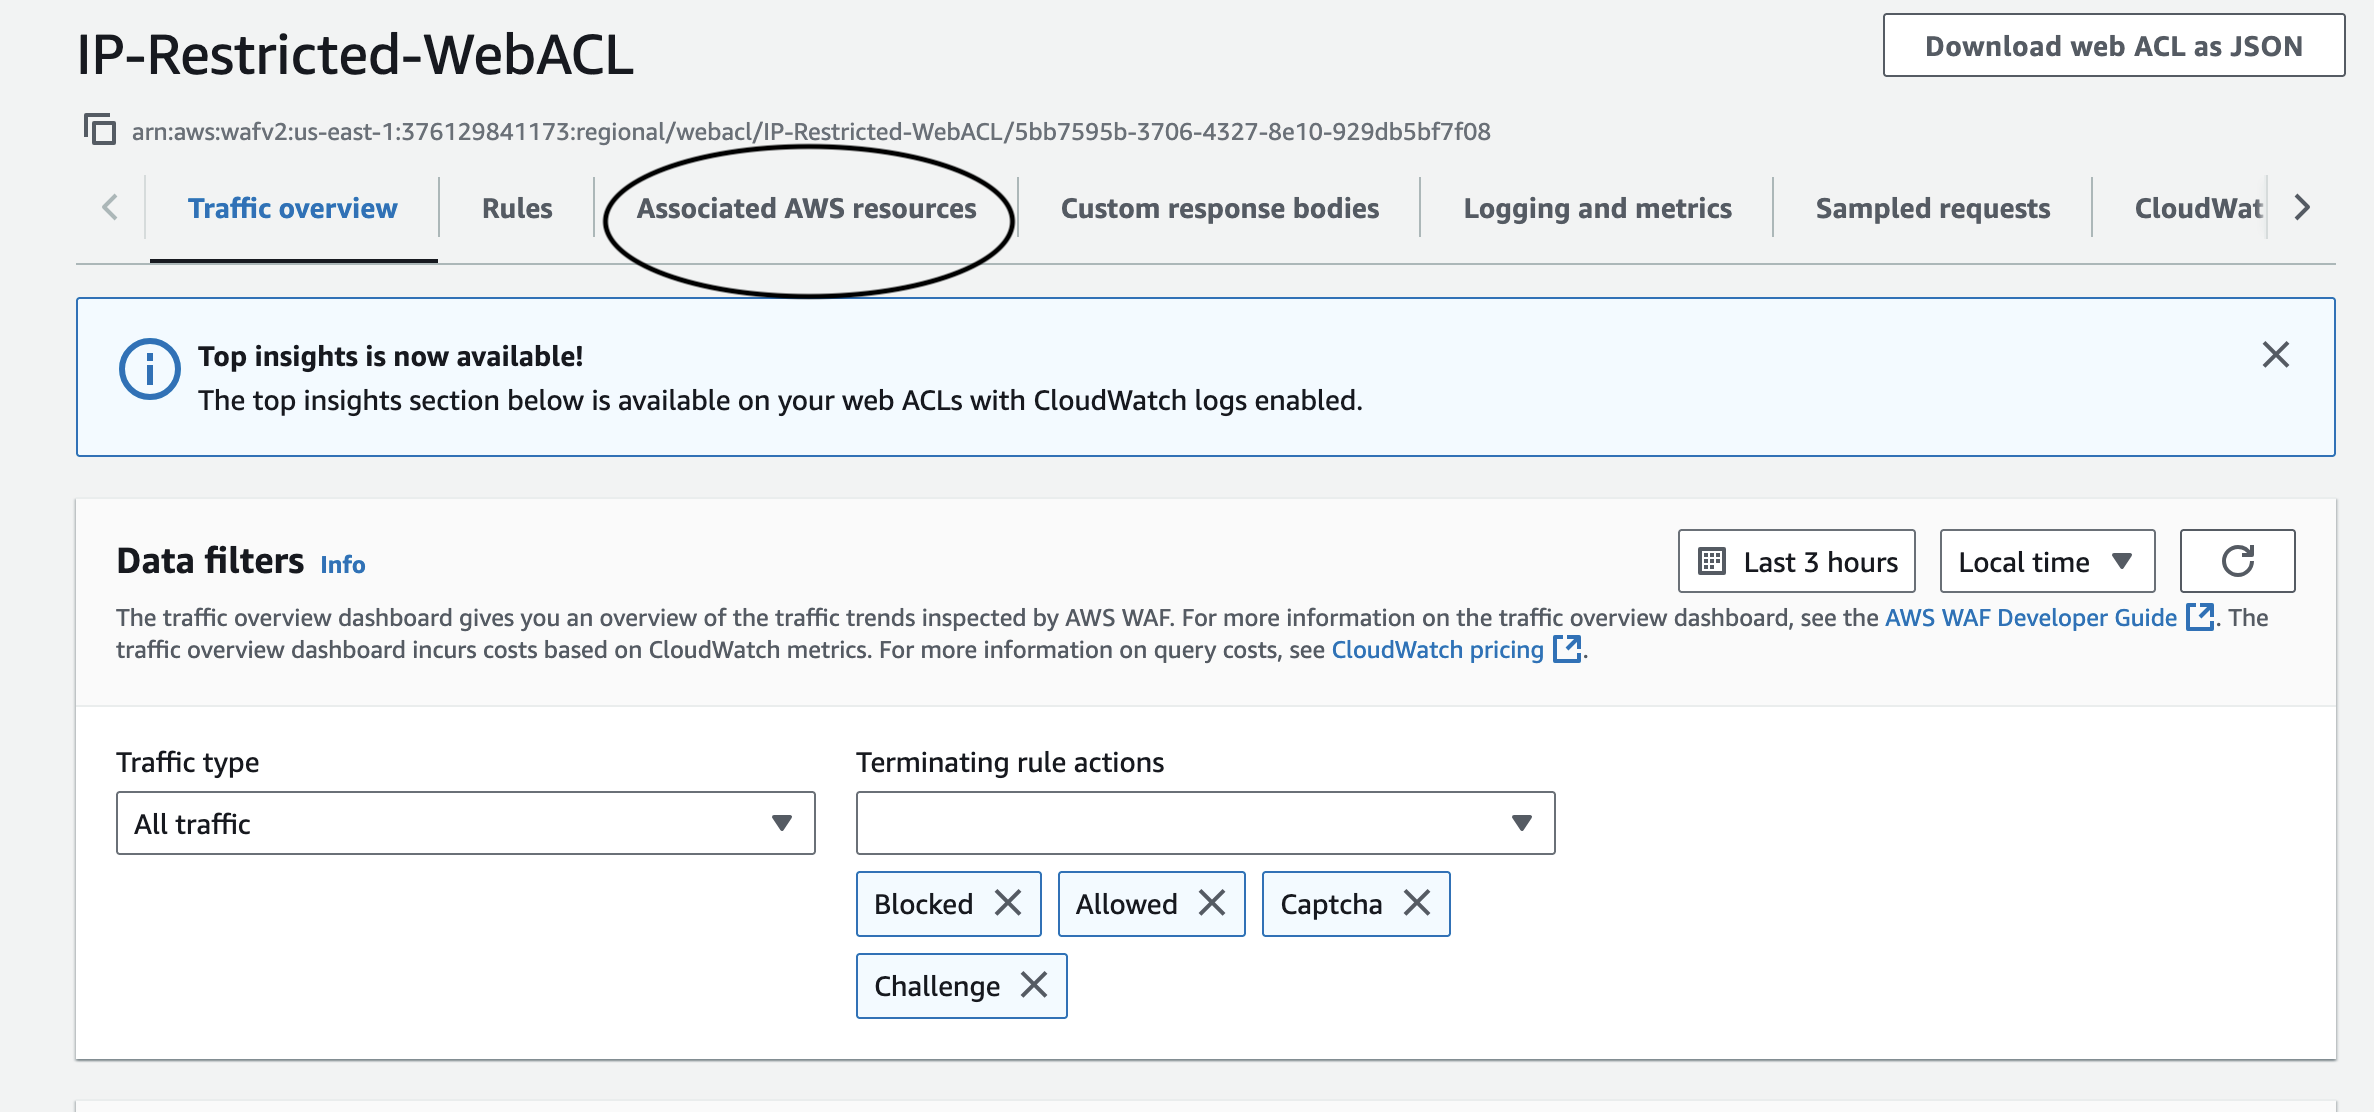 IP-Restricted-WebACL
Download web ACL as JSON
arn:aws:wafv2:us-east-1:376129841173:regional/webacl/IP-Restricted-WebACL/5bb7595b-3706-4327-8e10-929db5bf7f08
Traffic overview
Rules
Associated AWS resources
Custom response bodies
Logging and metrics
Sampled requests
CloudWat
Top insights is now available!
The top insights section below is available on your web ACLs with CloudWatch logs enabled.
Data filters Info
Last 3 hours
Local time
The traffic overview dashboard gives you an overview of the traffic trends inspected by AWS WAF. For more information on the traffic overview dashboard, see the AWS WAF Developer Guide. The
traffic overview dashboard incurs costs based on CloudWatch metrics. For more information on query costs, see CloudWatch pricing.
Traffic type
All traffic
Terminating rule actions
Blocked
Allowed
Captcha
Challenge